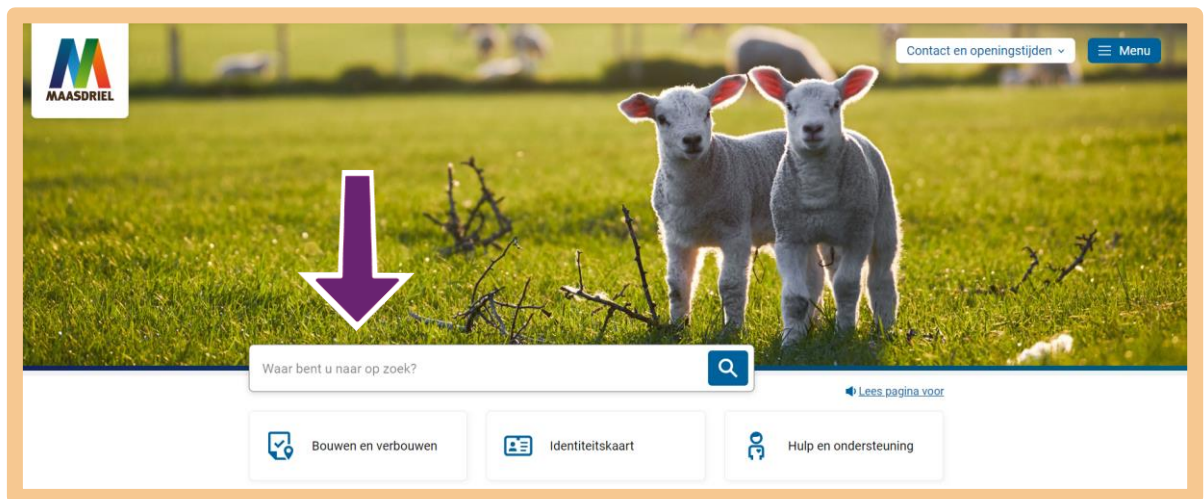 MAASDRIEL
Contact en openingstijden
Menu
Waar bent u naar op zoek?
Lees pagina voor
Bouwen en verbouwen
Identiteitskaart
Hulp en ondersteuning